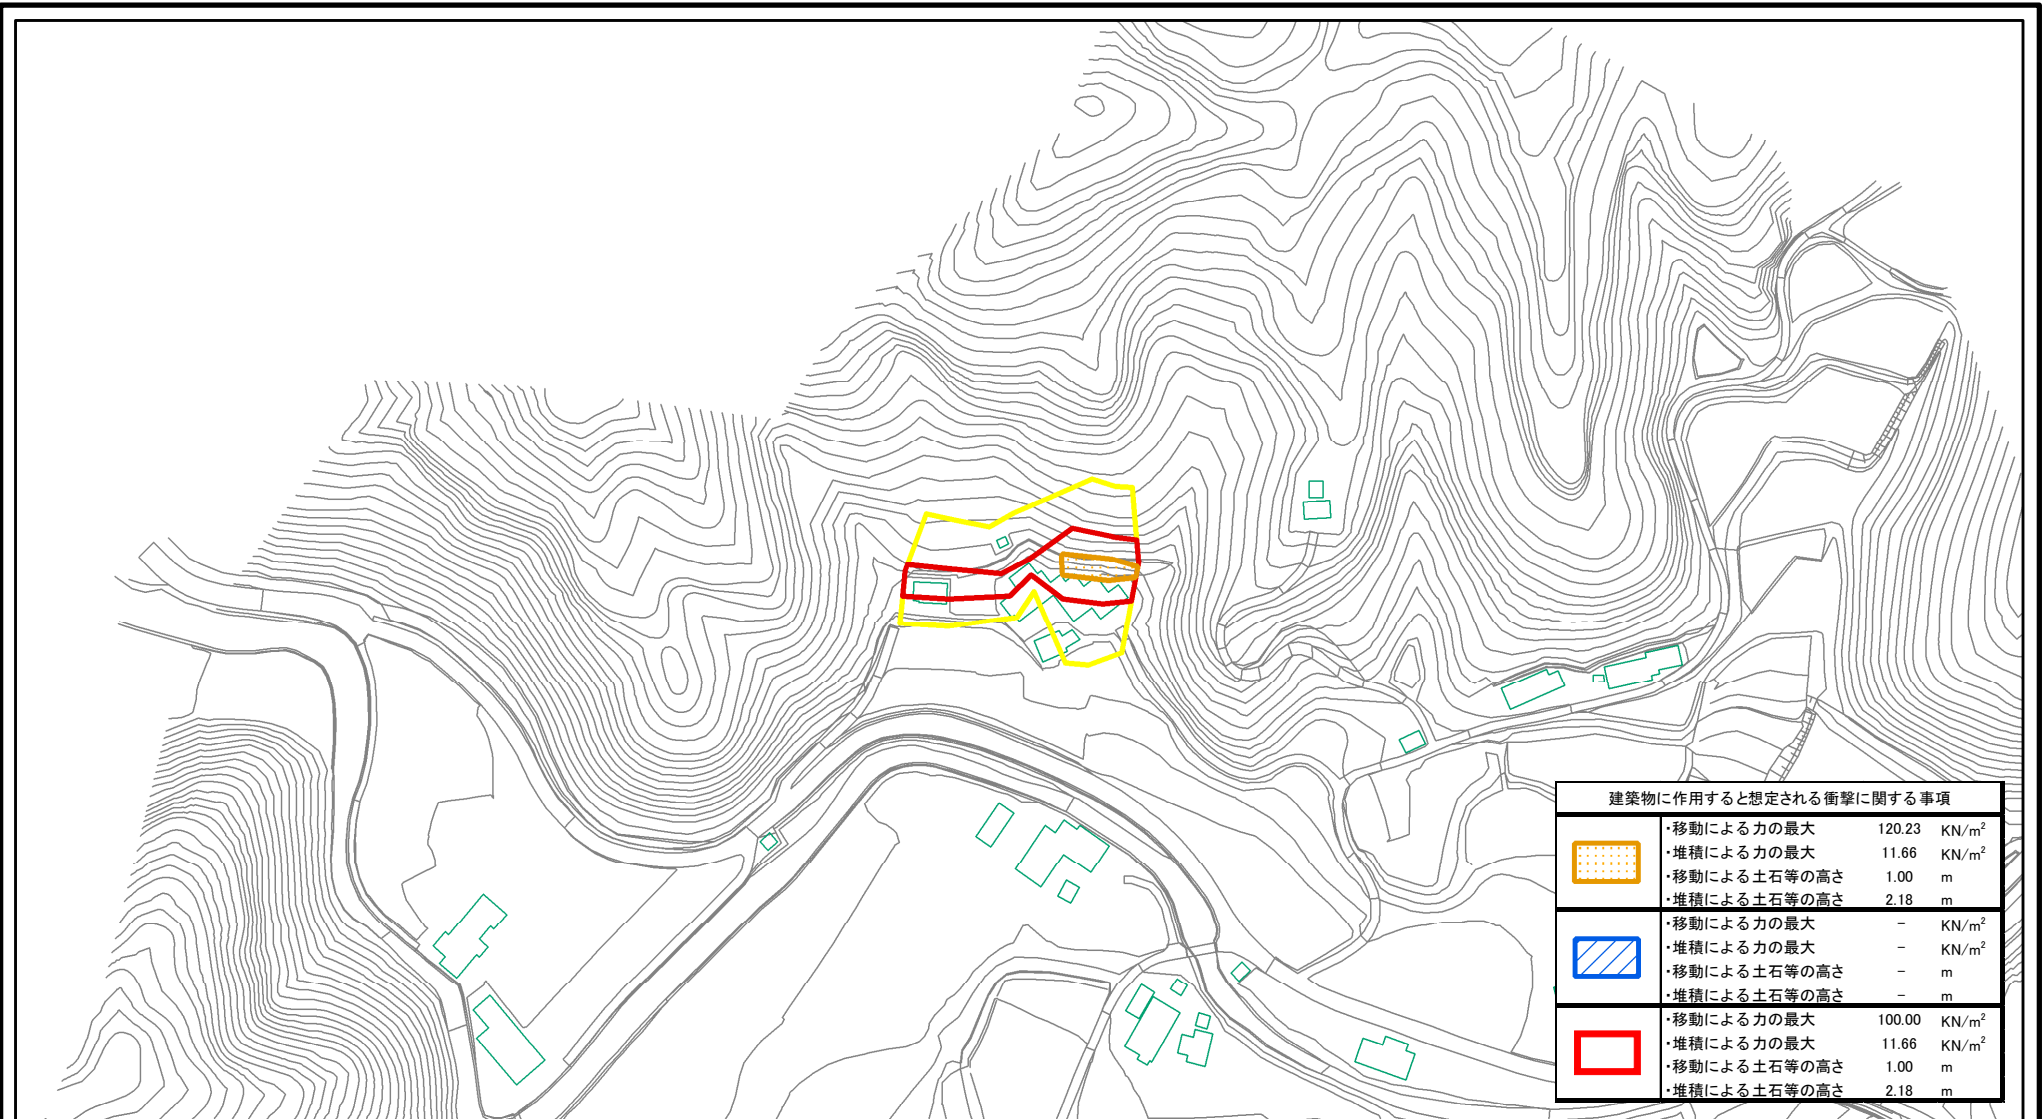 建築物に作用すると想定される衝撃に関する事項
・移動による力の最大 120.23 KN/m²
・堆積による力の最大 11.66 KN/m²
・移動による土石等の高さ 1.00 m
・堆積による土石等の高さ 2.18 m
・移動による力の最大 − KN/m²
・堆積による力の最大 − KN/m²
・移動による土石等の高さ − m
・堆積による土石等の高さ − m
・移動による力の最大 100.00 KN/m²
・堆積による力の最大 11.66 KN/m²
・移動による土石等の高さ 1.00 m
・堆積による土石等の高さ 2.18 m